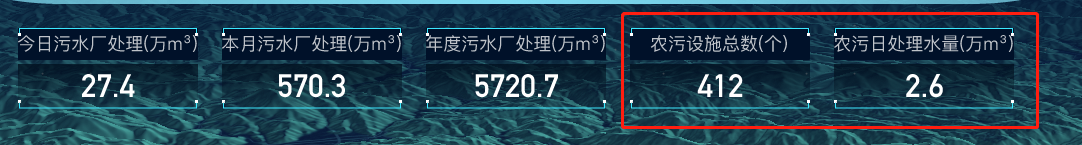 今日污水厂处理(万m³) 本月污水厂处理(万m³) 年度污水厂处理(万m³) 农污设施总数(个) 农污日处理水量(万m³)
27.4 570.3 5720.7 412 2.6